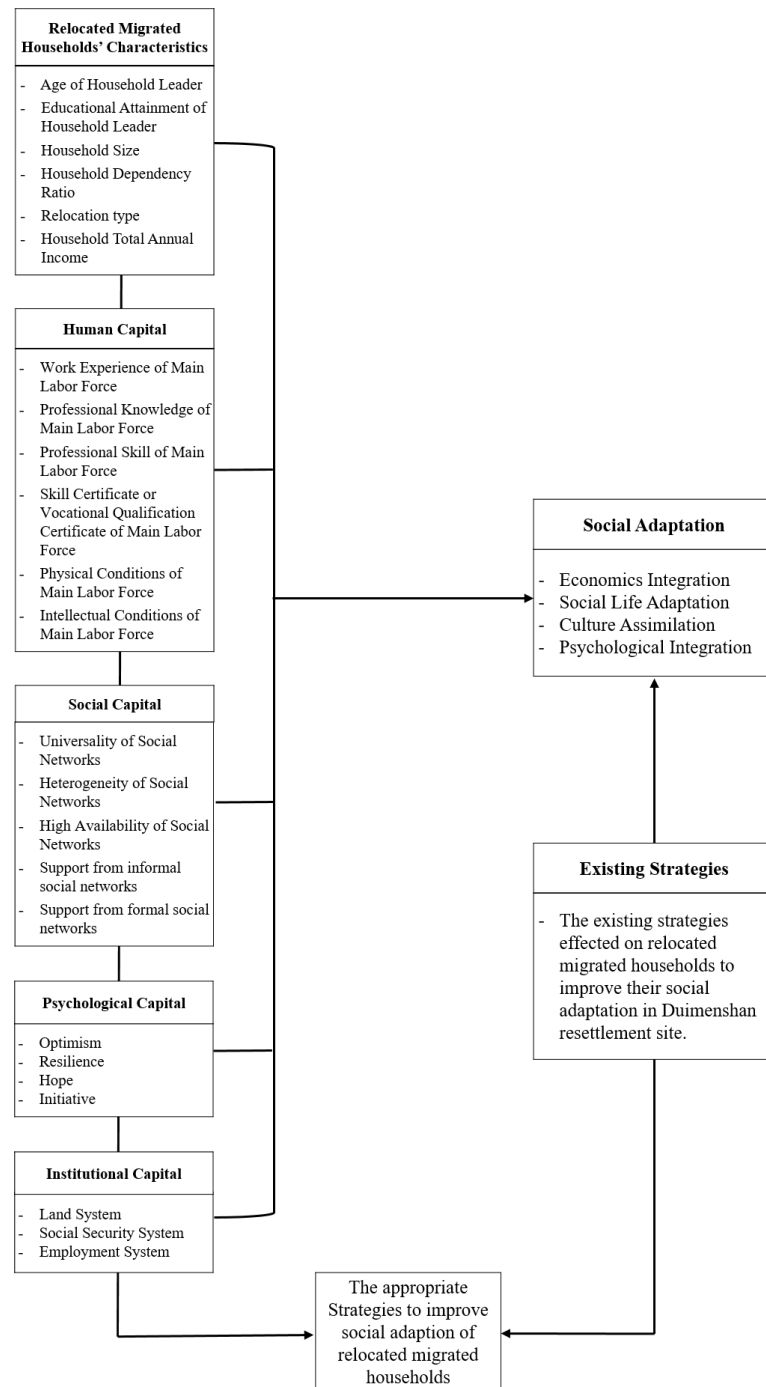 Relocated Migrated
Households’ Characteristics
- Age of Household Leader
- Educational Attainment of
Household Leader
- Household Size
- Household Dependency
Ratio
- Relocation type
- Household Total Annual
Income
Human Capital
- Work Experience of Main
Labor Force
- Professional Knowledge of
Main Labor Force
- Professional Skill of Main
Labor Force
- Skill Certificate or
Vocational Qualification
Certificate of Main Labor
Force
- Physical Conditions of
Main Labor Force
- Intellectual Conditions of
Main Labor Force
Social Capital
- Universality of Social
Networks
- Heterogeneity of Social
Networks
- High Availability of Social
Networks
- Support from informal
social networks
- Support from formal social
networks
Psychological Capital
- Optimism
- Resilience
- Hope
- Initiative
Institutional Capital
- Land System
- Social Security System
- Employment System
Social Adaptation
- Economics Integration
- Social Life Adaptation
- Culture Assimilation
- Psychological Integration
Existing Strategies
- The existing strategies
effected on relocated
migrated households to
improve their social
adaptation in Duimenshan
resettlement site.
The appropriate
Strategies to improve
social adaption of
relocated migrated
households